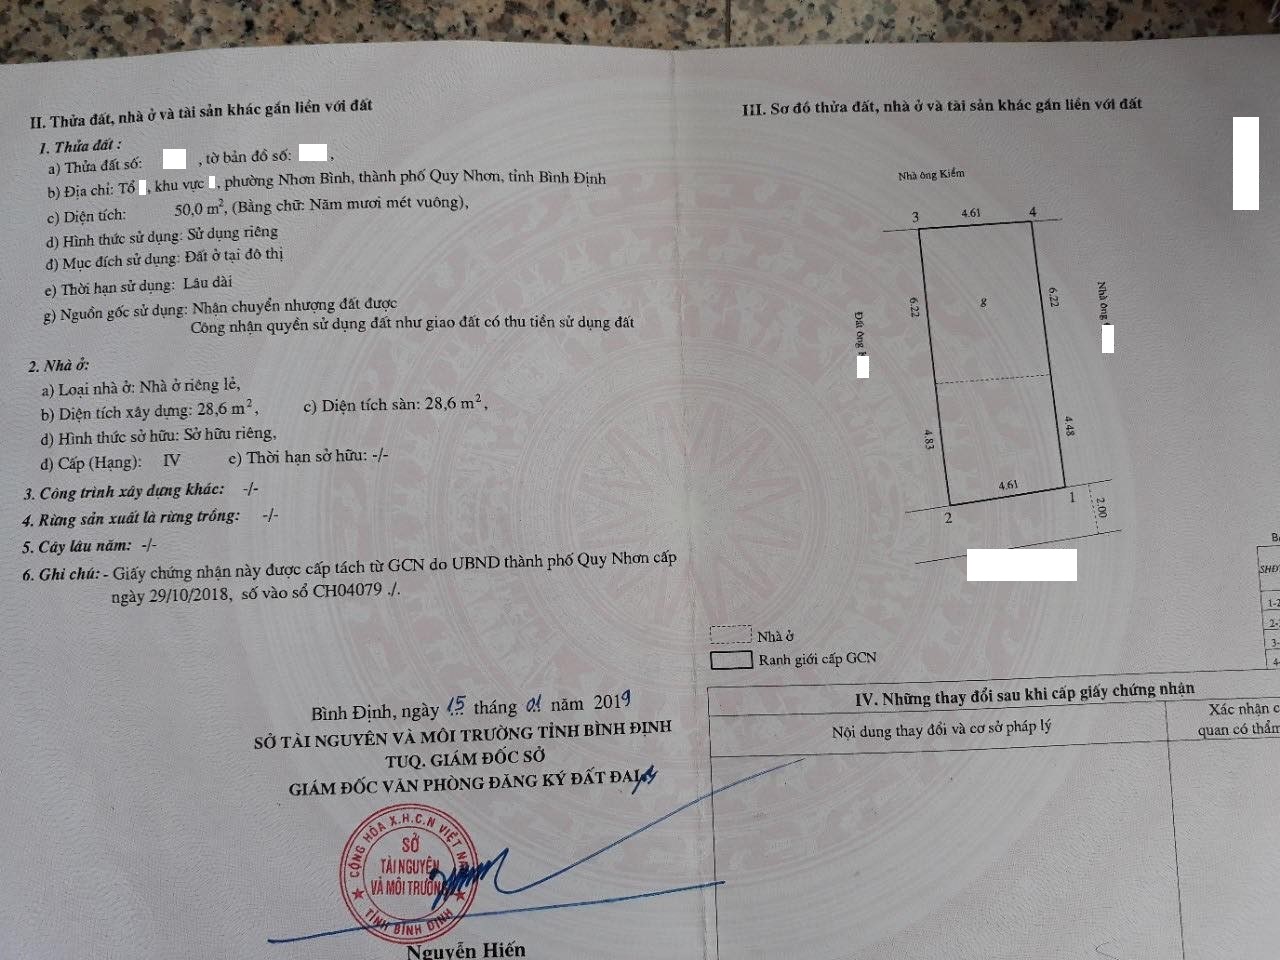 II. Thửa đất, nhà ở và tài sản khác gắn liền với đất
1. Thửa đất :
a) Thửa đất số: , tờ bản đồ số: ,
b) Địa chỉ: Tổ , khu vực , phường Nhơn Bình, thành phố Quy Nhơn, tỉnh Bình Định
c) Diện tích: 50,0 m², (Bằng chữ: Năm mươi mét vuông),
d) Hình thức sử dụng: Sử dụng riêng
đ) Mục đích sử dụng: Đất ở tại đô thị
e) Thời hạn sử dụng: Lâu dài
g) Nguồn gốc sử dụng: Nhận chuyển nhượng đất được
Công nhận quyền sử dụng đất như giao đất có thu tiền sử dụng đất
2. Nhà ở:
a) Loại nhà ở: Nhà ở riêng lẻ,
b) Diện tích xây dựng: 28,6 m², c) Diện tích sàn: 28,6 m²,
d) Hình thức sở hữu: Sở hữu riêng,
đ) Cấp (Hạng): IV e) Thời hạn sở hữu: -/-
3. Công trình xây dựng khác: -/-
4. Rừng sản xuất là rừng trồng: -/-
5. Cây lâu năm: -/-
6. Ghi chú: - Giấy chứng nhận này được cấp tách từ GCN do UBND thành phố Quy Nhơn cấp
ngày 29/10/2018, số vào sổ CH04079 ./.
Bình Định, ngày 15 tháng 01 năm 2019
SỞ TÀI NGUYÊN VÀ MÔI TRƯỜNG TỈNH BÌNH ĐỊNH
TUQ. GIÁM ĐỐC SỞ
GIÁM ĐỐC VĂN PHÒNG ĐĂNG KÝ ĐẤT ĐAI
CỘNG HÒA X.H.C.N VIỆT NAM
SỞ
TÀI NGUYÊN
VÀ MÔI TRƯỜNG
TỈNH BÌNH ĐỊNH
Nguyễn Hiến
III. Sơ đồ thửa đất, nhà ở và tài sản khác gắn liền với đất
Nhà ông Kiểm
3
4.61
4
6.22
8
6.22
Nhà ông
Đất ông
4.83
4.48
4.61
2
1
2.00
Nhà ở
Ranh giới cấp GCN
SHĐ
1-2
2-
3-
4-
IV. Những thay đổi sau khi cấp giấy chứng nhận
Nội dung thay đổi và cơ sở pháp lý
Xác nhận c
quan có thẩm